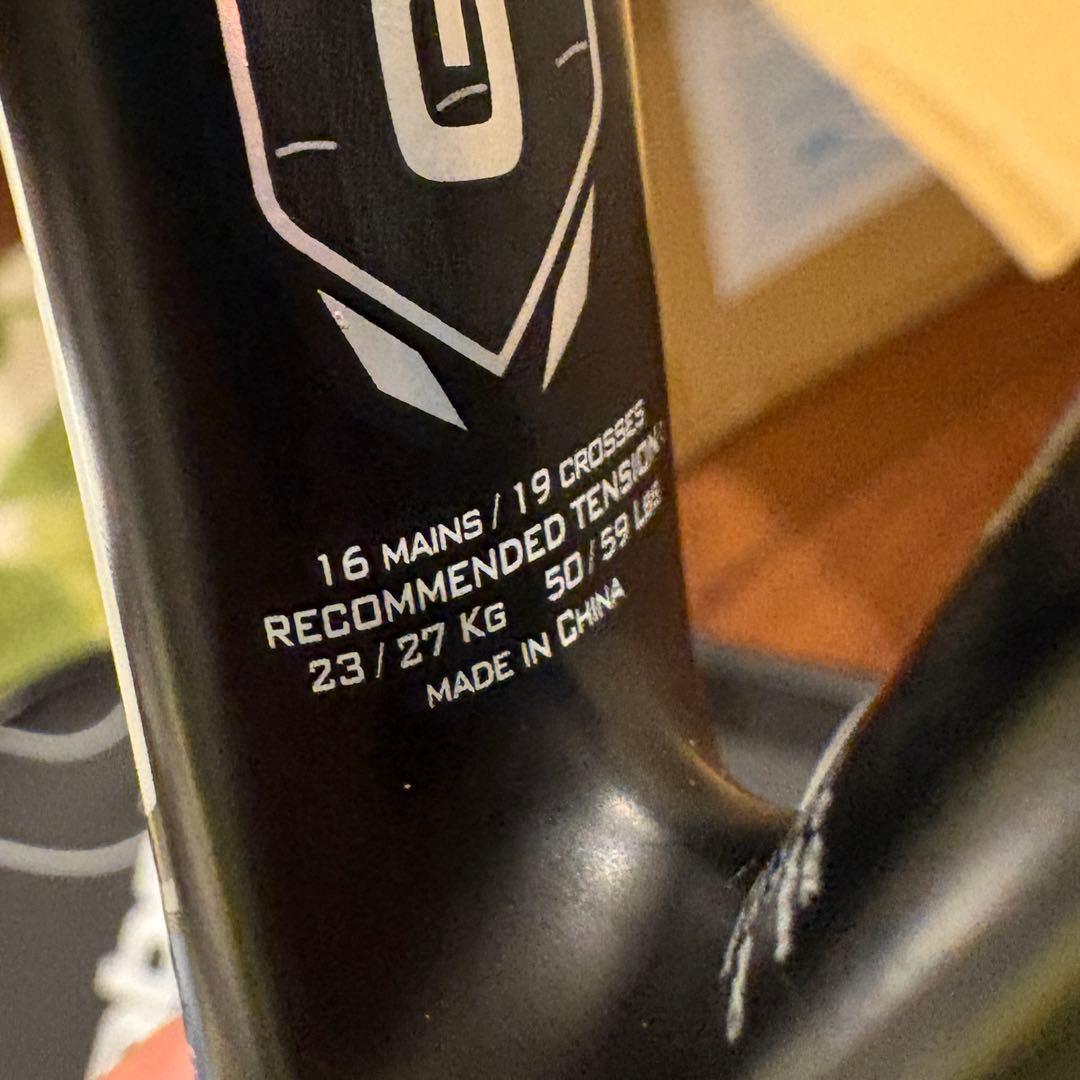 16 MAINS / 19 CROSSES
RECOMMENDED TENSION:
23 / 27 KG 50 / 59 LBS
MADE IN CHINA